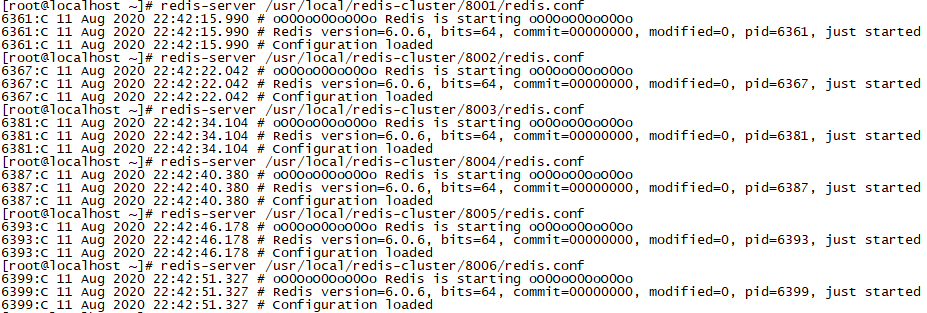 [root@localhost ~]# redis-server /usr/local/redis-cluster/8001/redis.conf
6361:C 11 Aug 2020 22:42:15.990 # oO0OoO0OoO0Oo Redis is starting oO0OoO0OoO0Oo
6361:C 11 Aug 2020 22:42:15.990 # Redis version=6.0.6, bits=64, commit=00000000, modified=0, pid=6361, just started
6361:C 11 Aug 2020 22:42:15.990 # Configuration loaded
[root@localhost ~]# redis-server /usr/local/redis-cluster/8002/redis.conf
6367:C 11 Aug 2020 22:42:22.042 # oO0OoO0OoO0Oo Redis is starting oO0OoO0OoO0Oo
6367:C 11 Aug 2020 22:42:22.042 # Redis version=6.0.6, bits=64, commit=00000000, modified=0, pid=6367, just started
6367:C 11 Aug 2020 22:42:22.042 # Configuration loaded
[root@localhost ~]# redis-server /usr/local/redis-cluster/8003/redis.conf
6381:C 11 Aug 2020 22:42:34.104 # oO0OoO0OoO0Oo Redis is starting oO0OoO0OoO0Oo
6381:C 11 Aug 2020 22:42:34.104 # Redis version=6.0.6, bits=64, commit=00000000, modified=0, pid=6381, just started
6381:C 11 Aug 2020 22:42:34.104 # Configuration loaded
[root@localhost ~]# redis-server /usr/local/redis-cluster/8004/redis.conf
6387:C 11 Aug 2020 22:42:40.380 # oO0OoO0OoO0Oo Redis is starting oO0OoO0OoO0Oo
6387:C 11 Aug 2020 22:42:40.380 # Redis version=6.0.6, bits=64, commit=00000000, modified=0, pid=6387, just started
6387:C 11 Aug 2020 22:42:40.380 # Configuration loaded
[root@localhost ~]# redis-server /usr/local/redis-cluster/8005/redis.conf
6393:C 11 Aug 2020 22:42:46.178 # oO0OoO0OoO0Oo Redis is starting oO0OoO0OoO0Oo
6393:C 11 Aug 2020 22:42:46.178 # Redis version=6.0.6, bits=64, commit=00000000, modified=0, pid=6393, just started
6393:C 11 Aug 2020 22:42:46.178 # Configuration loaded
[root@localhost ~]# redis-server /usr/local/redis-cluster/8006/redis.conf
6399:C 11 Aug 2020 22:42:51.327 # oO0OoO0OoO0Oo Redis is starting oO0OoO0OoO0Oo
6399:C 11 Aug 2020 22:42:51.327 # Redis version=6.0.6, bits=64, commit=00000000, modified=0, pid=6399, just started
6399:C 11 Aug 2020 22:42:51.327 # Configuration loaded